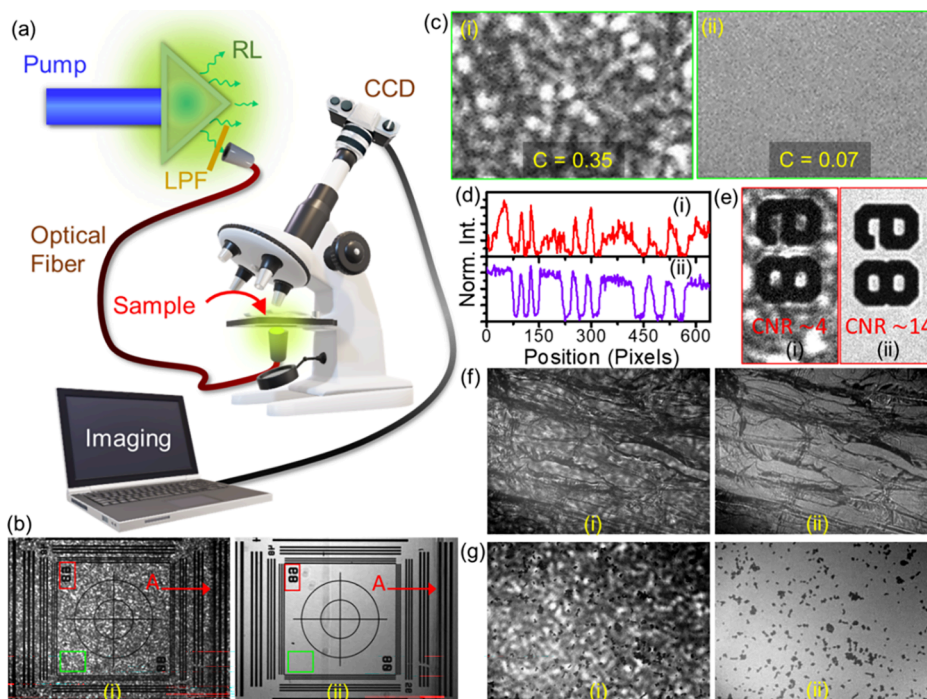 (a)
Pump
RL
LPF
CCD
Optical
Fiber
Sample
Imaging
(b)
A
(i)
A
(ii)
88
(c)
(i)
C = 0.35
(ii)
C = 0.07
(d)
Norm. Int.
(i)
(ii)
0 150 300 450 600
Position (Pixels)
(e)
CNR ~4
(i)
CNR ~14
(ii)
(f)
(i)
(ii)
(g)
(i)
(ii)